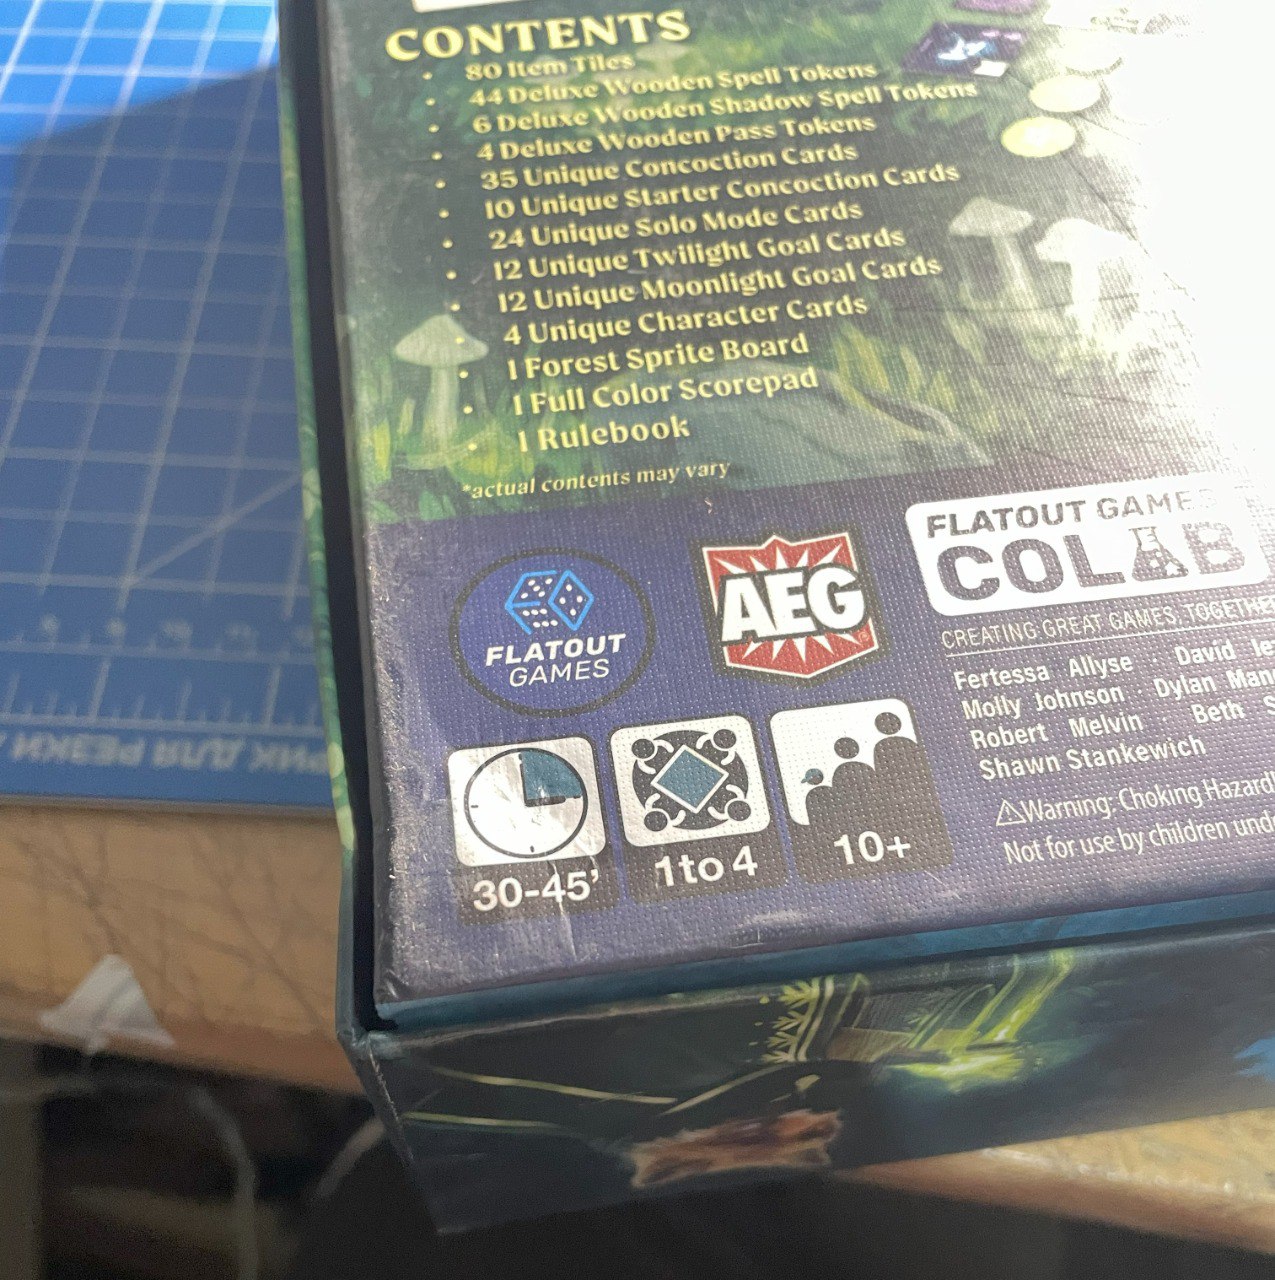 CONTENTS
• 80 Item Tiles
• 44 Deluxe Wooden Spell Tokens
• 6 Deluxe Wooden Shadow Spell Tokens
• 4 Deluxe Wooden Pass Tokens
• 35 Unique Concoction Cards
• 10 Unique Starter Concoction Cards
• 24 Unique Solo Mode Cards
• 12 Unique Twilight Goal Cards
• 12 Unique Moonlight Goal Cards
• 4 Unique Character Cards
• 1 Forest Sprite Board
• 1 Full Color Scorepad
• 1 Rulebook
*actual contents may vary
FLATOUT
GAMES
AEG
FLATOUT GAMES
COLAB
CREATING GREAT GAMES, TOGETHER
Fertessa Allyse · David
Molly Johnson · Dylan
Robert Melvin Beth
Shawn Stankewich
30-45’
1 to 4
10+
⚠Warning: Choking Hazard
Not for use by children
ДЛЯ РЕЗКИ